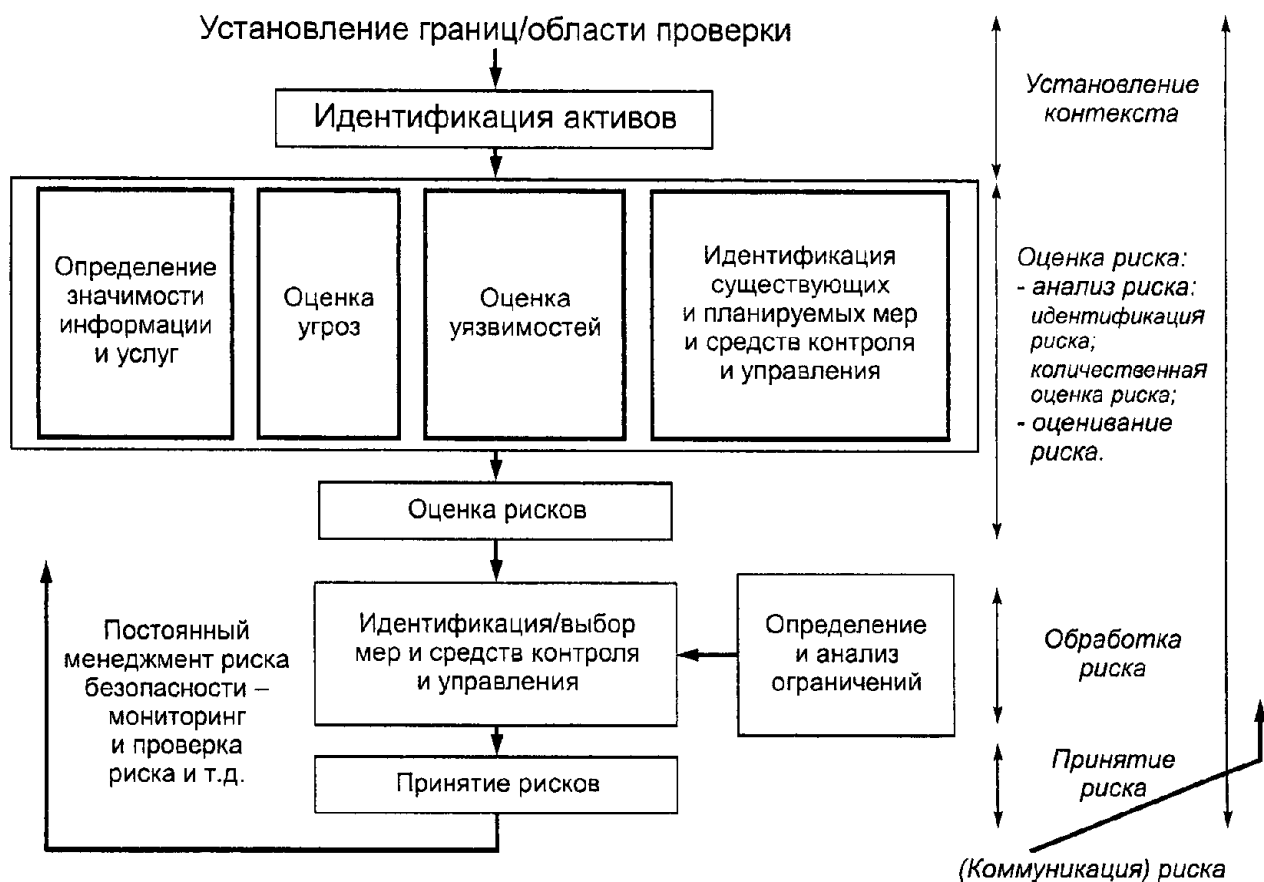 Установление границ/области проверки
Идентификация активов
Определение
значимости
информации
и услуг
Оценка
угроз
Оценка
уязвимостей
Идентификация
существующих
и планируемых мер
и средств контроля
и управления
Оценка рисков
Идентификация/выбор
мер и средств контроля
и управления
Определение
и анализ
ограничений
Принятие рисков
Постоянный
менеджмент риска
безопасности –
мониторинг
и проверка
риска и т.д.
Установление
контекста
Оценка риска:
- анализ риска:
идентификация
риска;
количественная
оценка риска;
- оценивание
риска.
Обработка
риска
Принятие
риска
(Коммуникация) риска